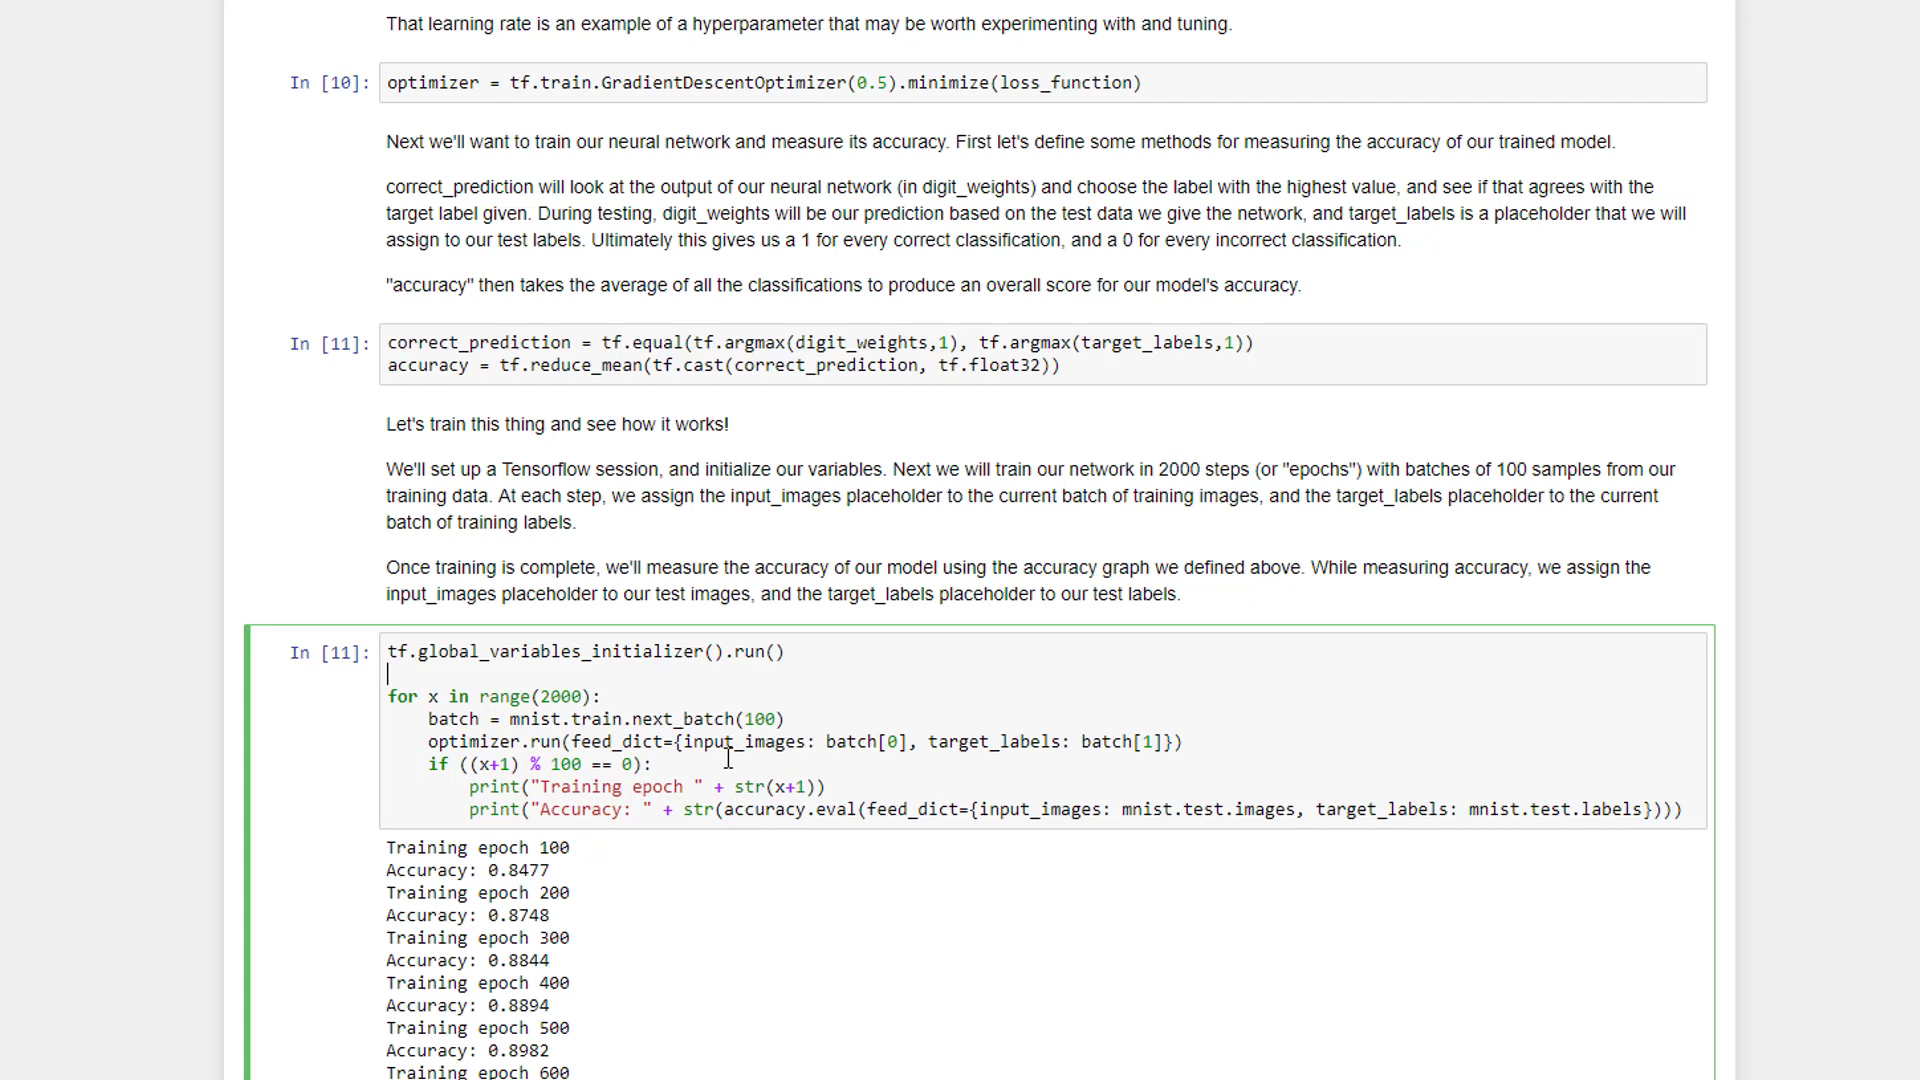 That learning rate is an example of a hyperparameter that may be worth experimenting with and tuning.
In [10]: optimizer = tf.train.GradientDescentOptimizer(0.5).minimize(loss_function)
Next we'll want to train our neural network and measure its accuracy. First let's define some methods for measuring the accuracy of our trained model.
correct_prediction will look at the output of our neural network (in digit_weights) and choose the label with the highest value, and see if that agrees with the
target label given. During testing, digit_weights will be our prediction based on the test data we give the network, and target_labels is a placeholder that we will
assign to our test labels. Ultimately this gives us a 1 for every correct classification, and a 0 for every incorrect classification.
"accuracy" then takes the average of all the classifications to produce an overall score for our model's accuracy.
In [11]: correct_prediction = tf.equal(tf.argmax(digit_weights,1), tf.argmax(target_labels,1))
accuracy = tf.reduce_mean(tf.cast(correct_prediction, tf.float32))
Let's train this thing and see how it works!
We'll set up a Tensorflow session, and initialize our variables. Next we will train our network in 2000 steps (or "epochs") with batches of 100 samples from our
training data. At each step, we assign the input_images placeholder to the current batch of training images, and the target_labels placeholder to the current
batch of training labels.
Once training is complete, we'll measure the accuracy of our model using the accuracy graph we defined above. While measuring accuracy, we assign the
input_images placeholder to our test images, and the target_labels placeholder to our test labels.
In [11]: tf.global_variables_initializer().run()
for x in range(2000):
    batch = mnist.train.next_batch(100)
    optimizer.run(feed_dict={input_images: batch[0], target_labels: batch[1]})
    if ((x+1) % 100 == 0):
        print("Training epoch " + str(x+1))
        print("Accuracy: " + str(accuracy.eval(feed_dict={input_images: mnist.test.images, target_labels: mnist.test.labels})))
Training epoch 100
Accuracy: 0.8477
Training epoch 200
Accuracy: 0.8748
Training epoch 300
Accuracy: 0.8844
Training epoch 400
Accuracy: 0.8894
Training epoch 500
Accuracy: 0.8982
Training epoch 600